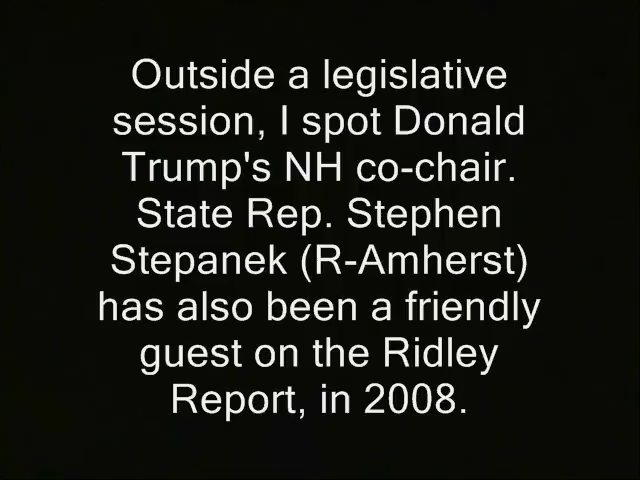 Outside a legislative
session, I spot Donald
Trump's NH co-chair.
State Rep. Stephen
Stepanek (R-Amherst)
has also been a friendly
guest on the Ridley
Report, in 2008.